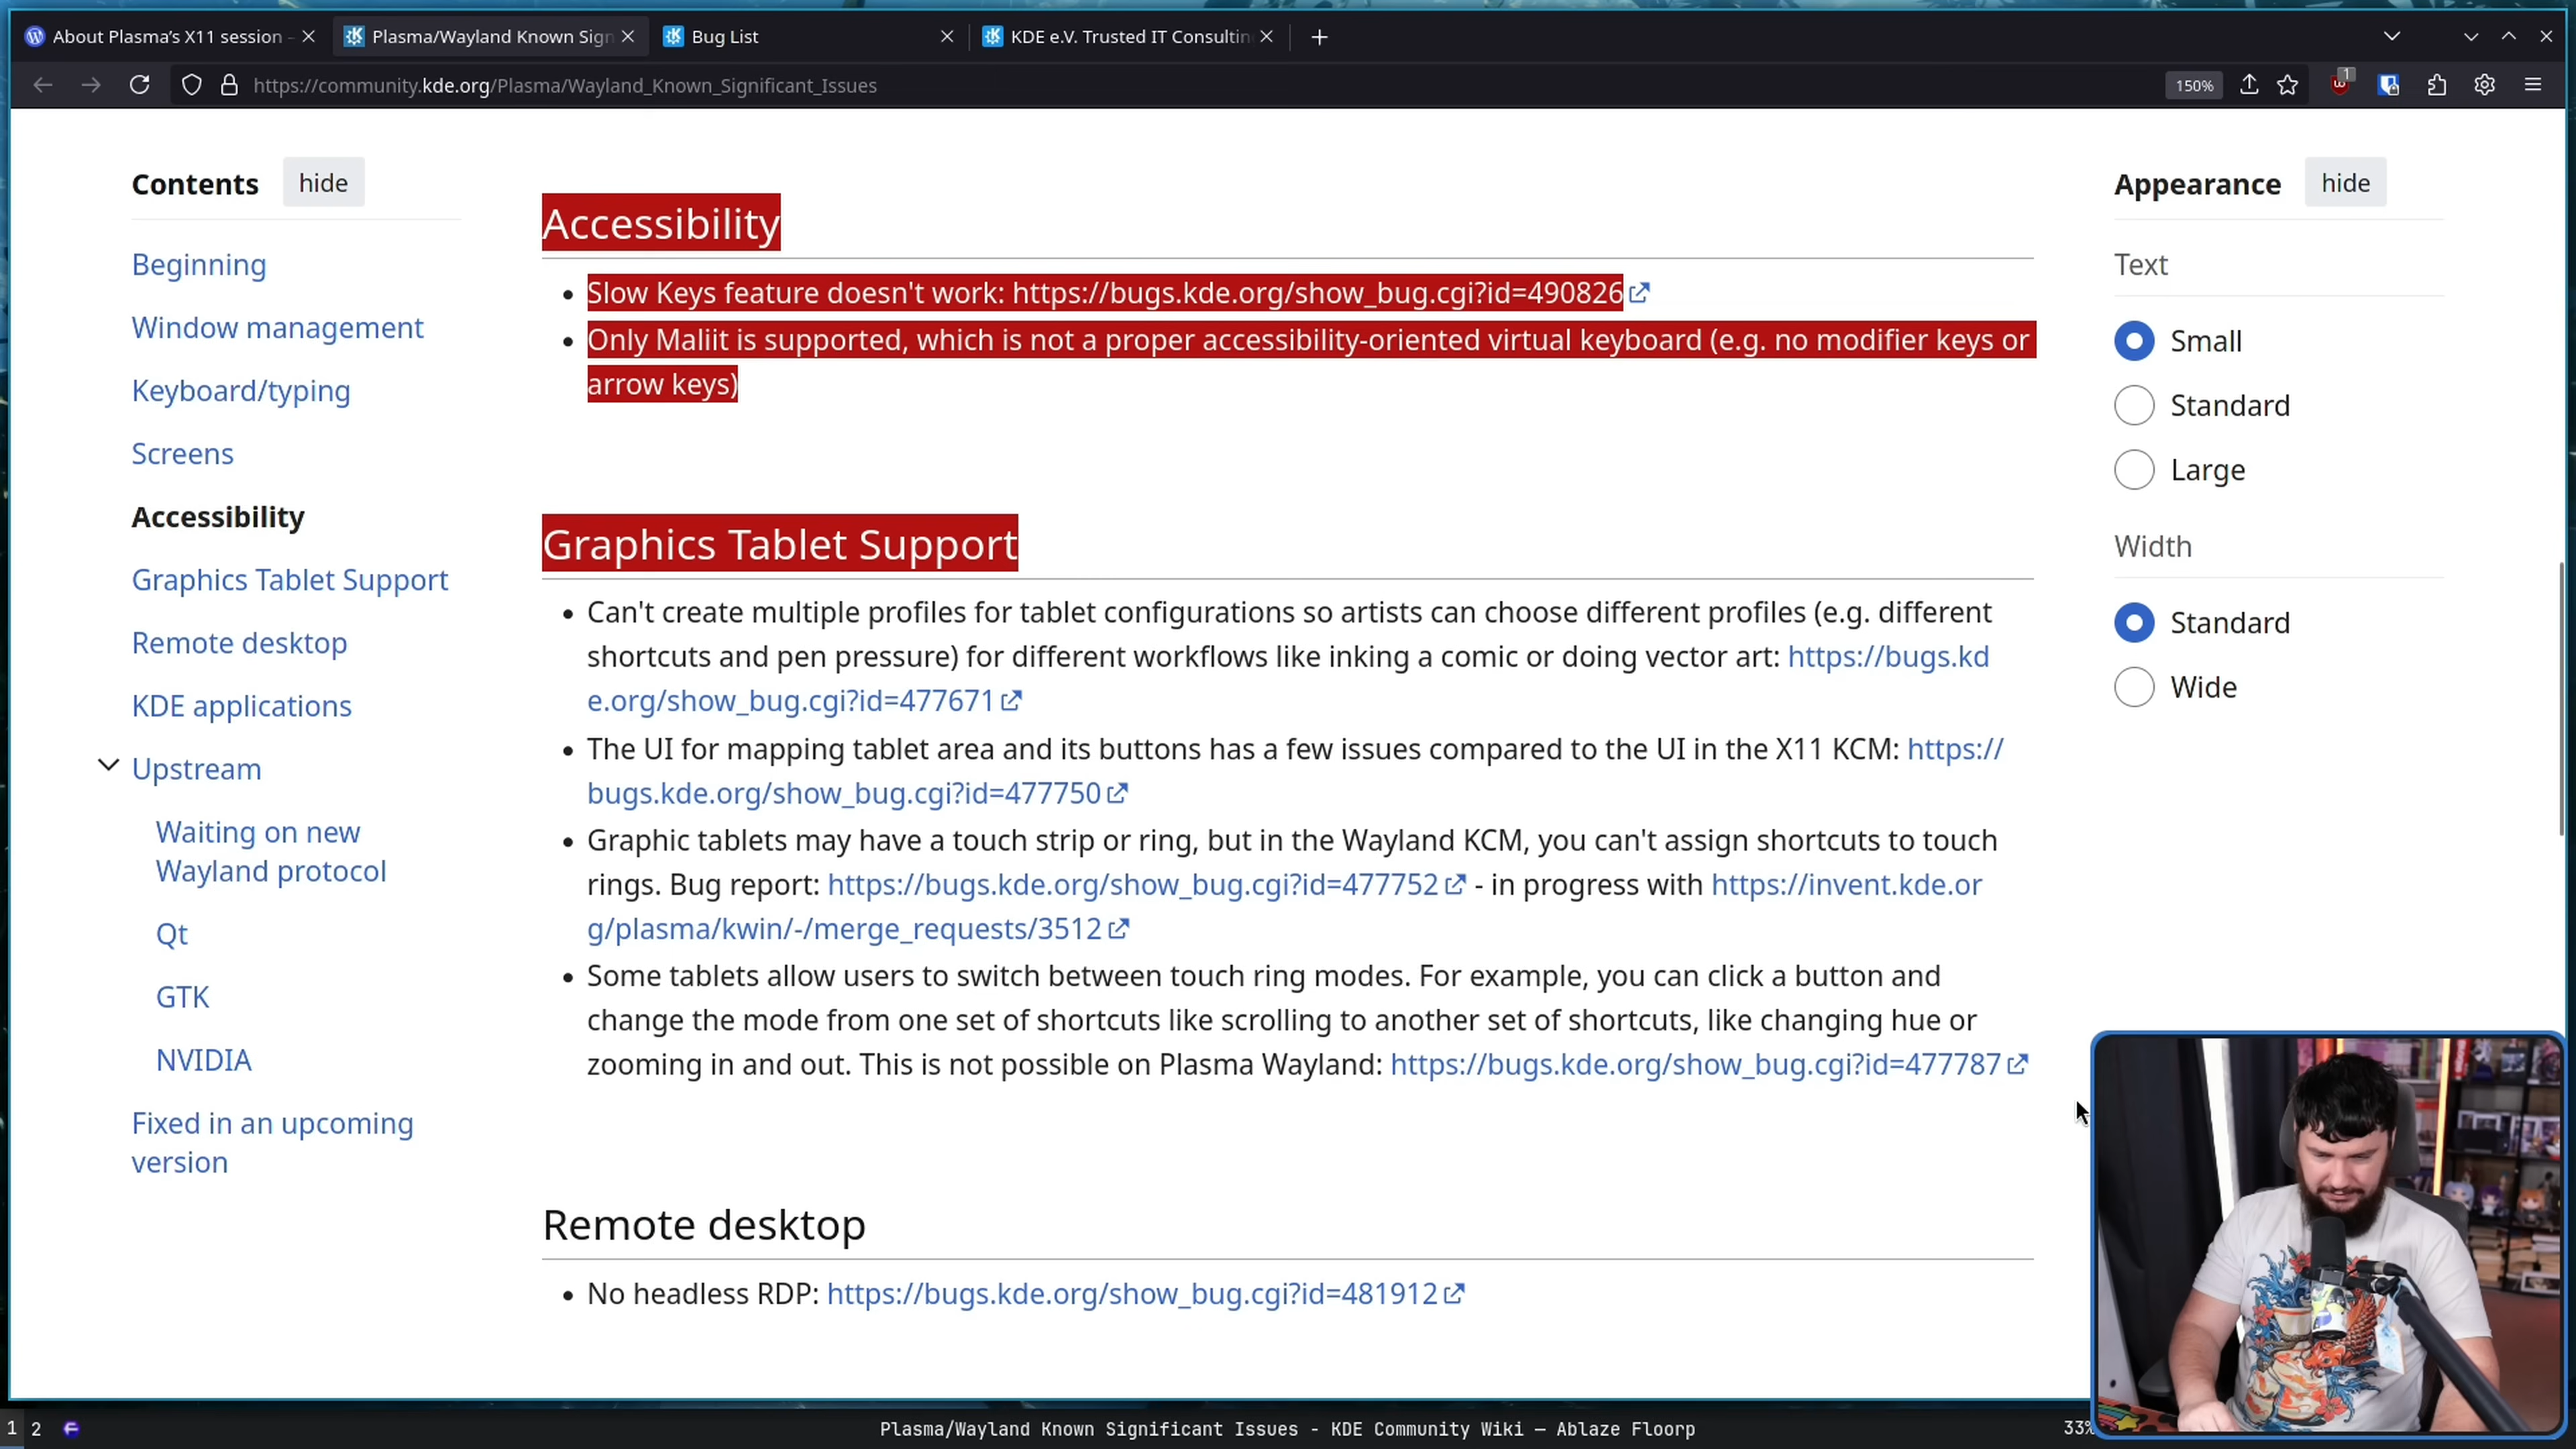 About Plasma's X11 session -
Plasma/Wayland Known Sign
Bug List
KDE e.V. Trusted IT Consultin
https://community.kde.org/Plasma/Wayland_Known_Significant_Issues
150%
1
Contents
hide
Beginning
Window management
Keyboard/typing
Screens
Accessibility
Graphics Tablet Support
Remote desktop
KDE applications
Upstream
Waiting on new
Wayland protocol
Qt
GTK
NVIDIA
Fixed in an upcoming
version
Accessibility
Slow Keys feature doesn't work: https://bugs.kde.org/show_bug.cgi?id=490826
Only Maliit is supported, which is not a proper accessibility-oriented virtual keyboard (e.g. no modifier keys or
arrow keys)
Graphics Tablet Support
Can't create multiple profiles for tablet configurations so artists can choose different profiles (e.g. different
shortcuts and pen pressure) for different workflows like inking a comic or doing vector art: https://bugs.kd
e.org/show_bug.cgi?id=477671
The UI for mapping tablet area and its buttons has a few issues compared to the UI in the X11 KCM: https://
bugs.kde.org/show_bug.cgi?id=477750
Graphic tablets may have a touch strip or ring, but in the Wayland KCM, you can't assign shortcuts to touch
rings. Bug report: https://bugs.kde.org/show_bug.cgi?id=477752 - in progress with https://invent.kde.or
g/plasma/kwin/-/merge_requests/3512
Some tablets allow users to switch between touch ring modes. For example, you can click a button and
change the mode from one set of shortcuts like scrolling to another set of shortcuts, like changing hue or
zooming in and out. This is not possible on Plasma Wayland: https://bugs.kde.org/show_bug.cgi?id=477787
Remote desktop
No headless RDP: https://bugs.kde.org/show_bug.cgi?id=481912
Appearance
hide
Text
Small
Standard
Large
Width
Standard
Wide
1 2
Plasma/Wayland Known Significant Issues - KDE Community Wiki — Ablaze Floorp
33%